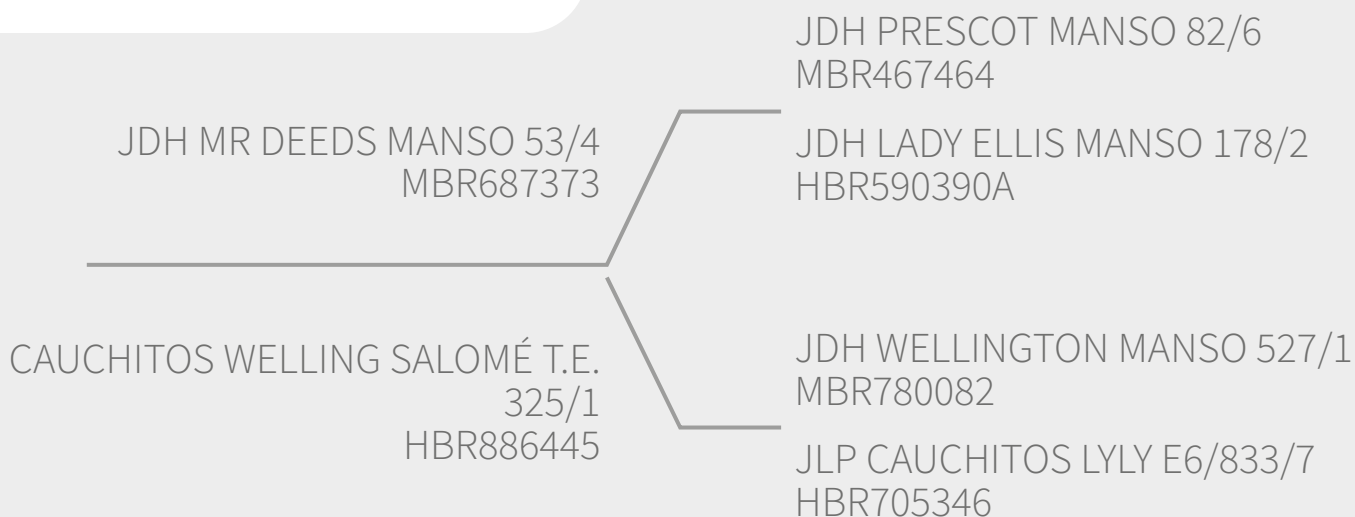 JDH PRESCOT MANSO 82/6
MBR467464
JDH MR DEEDS MANSO 53/4
MBR687373
JDH LADY ELLIS MANSO 178/2
HBR590390A
CAUCHITOS WELLING SALOMÉ T.E.
325/1
HBR886445
JDH WELLINGTON MANSO 527/1
MBR780082
JLP CAUCHITOS LYLY E6/833/7
HBR705346